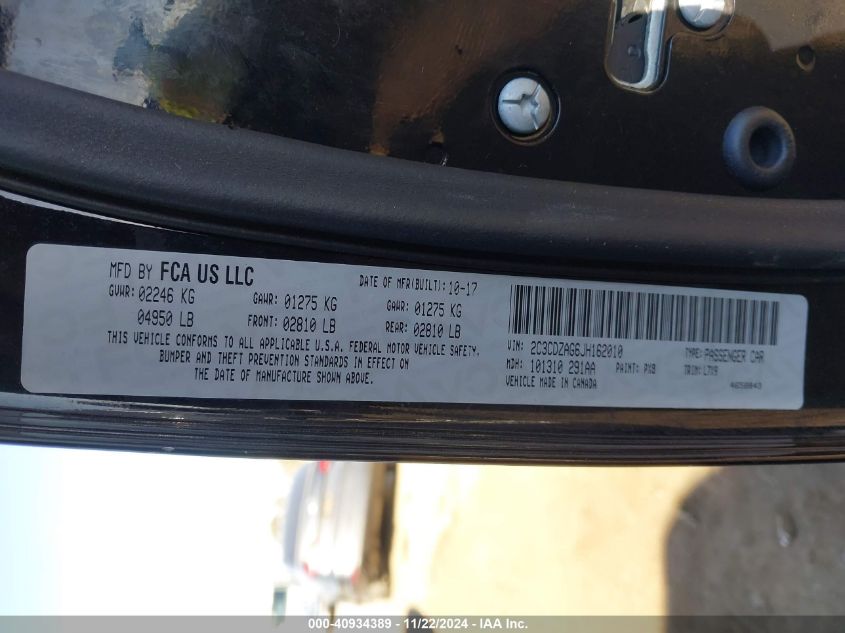 MFD BY FCA US LLC
DATE OF MFR(BUILT): 10-17
GVWR: 02246 KG
GAWR: 01275 KG
GAWR: 01275 KG
04950 LB
FRONT: 02810 LB
REAR: 02810 LB
THIS VEHICLE CONFORMS TO ALL APPLICABLE U.S.A. FEDERAL MOTOR VEHICLE SAFETY,
BUMPER AND THEFT PREVENTION STANDARDS IN EFFECT ON
THE DATE OF MANUFACTURE SHOWN ABOVE.
VIN: 2C3CDZAG6JH162010
TYPE: PASSENGER CAR
MDH: 101310 291AA
PAINT: PX8
TRIM: L7X9
VEHICLE MADE IN CANADA
000-40934389 - 11/22/2024 - IAA Inc.